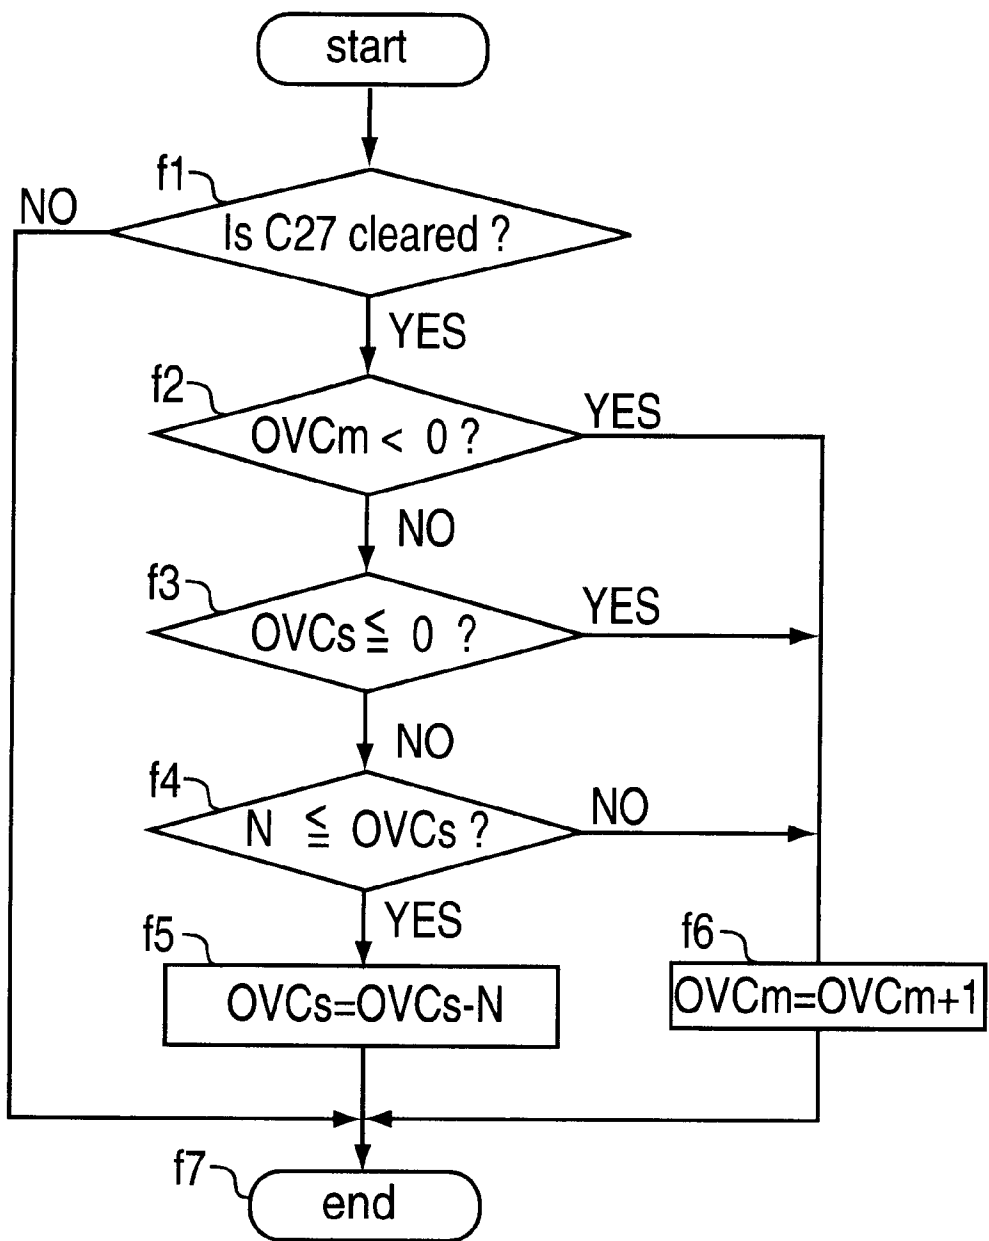 start
f1
NO
Is C27 cleared ?
YES
f2
YES
OVCm < 0 ?
NO
f3
YES
OVCs ≦ 0 ?
NO
f4
NO
N ≦ OVCs ?
YES
f5
f6
OVCs=OVCs-N
OVCm=OVCm+1
f7
end